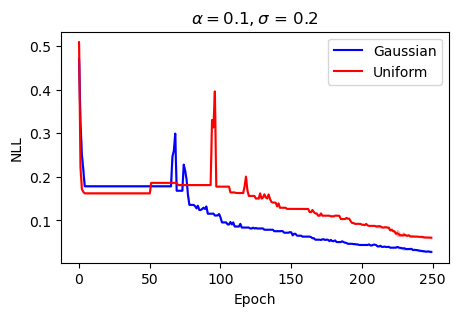 α = 0.1, σ = 0.2
NLL
0.5
0.4
0.3
0.2
0.1
Gaussian
Uniform
0 50 100 150 200 250
Epoch